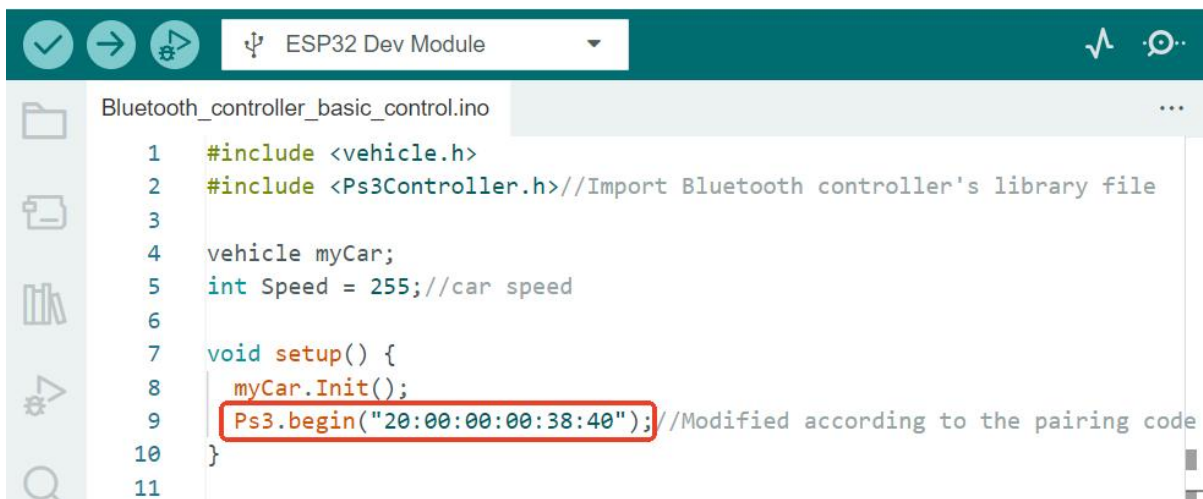 ESP32 Dev Module
Bluetooth_controller_basic_control.ino
...
1 #include <vehicle.h>
2 #include <Ps3Controller.h>//Import Bluetooth controller's library file
3
4 vehicle myCar;
5 int Speed = 255;//car speed
6
7 void setup() {
8 myCar.Init();
9 Ps3.begin("20:00:00:00:38:40");//Modified according to the pairing code
10 }
11